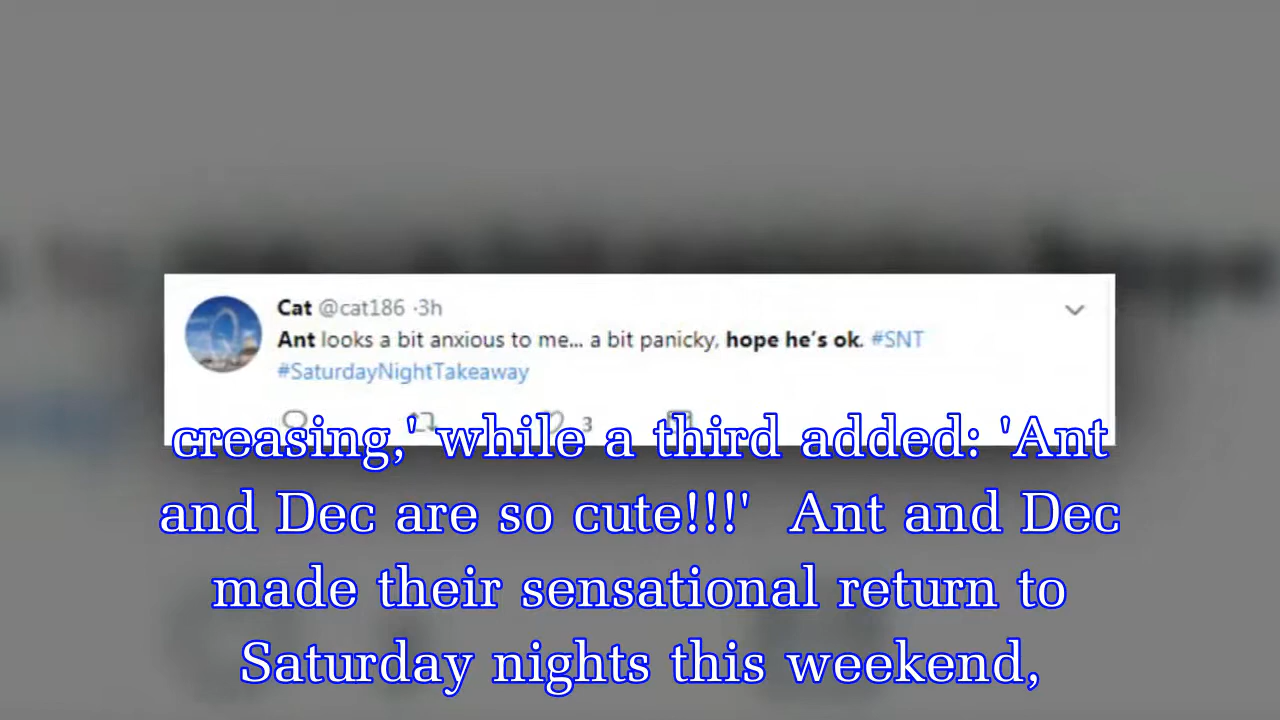 Cat @cat186 ·3h
Ant looks a bit anxious to me... a bit panicky, hope he's ok. #SNT
#SaturdayNightTakeaway
3
creasing,' while a third added: 'Ant
and Dec are so cute!!!'  Ant and Dec
made their sensational return to
Saturday nights this weekend,